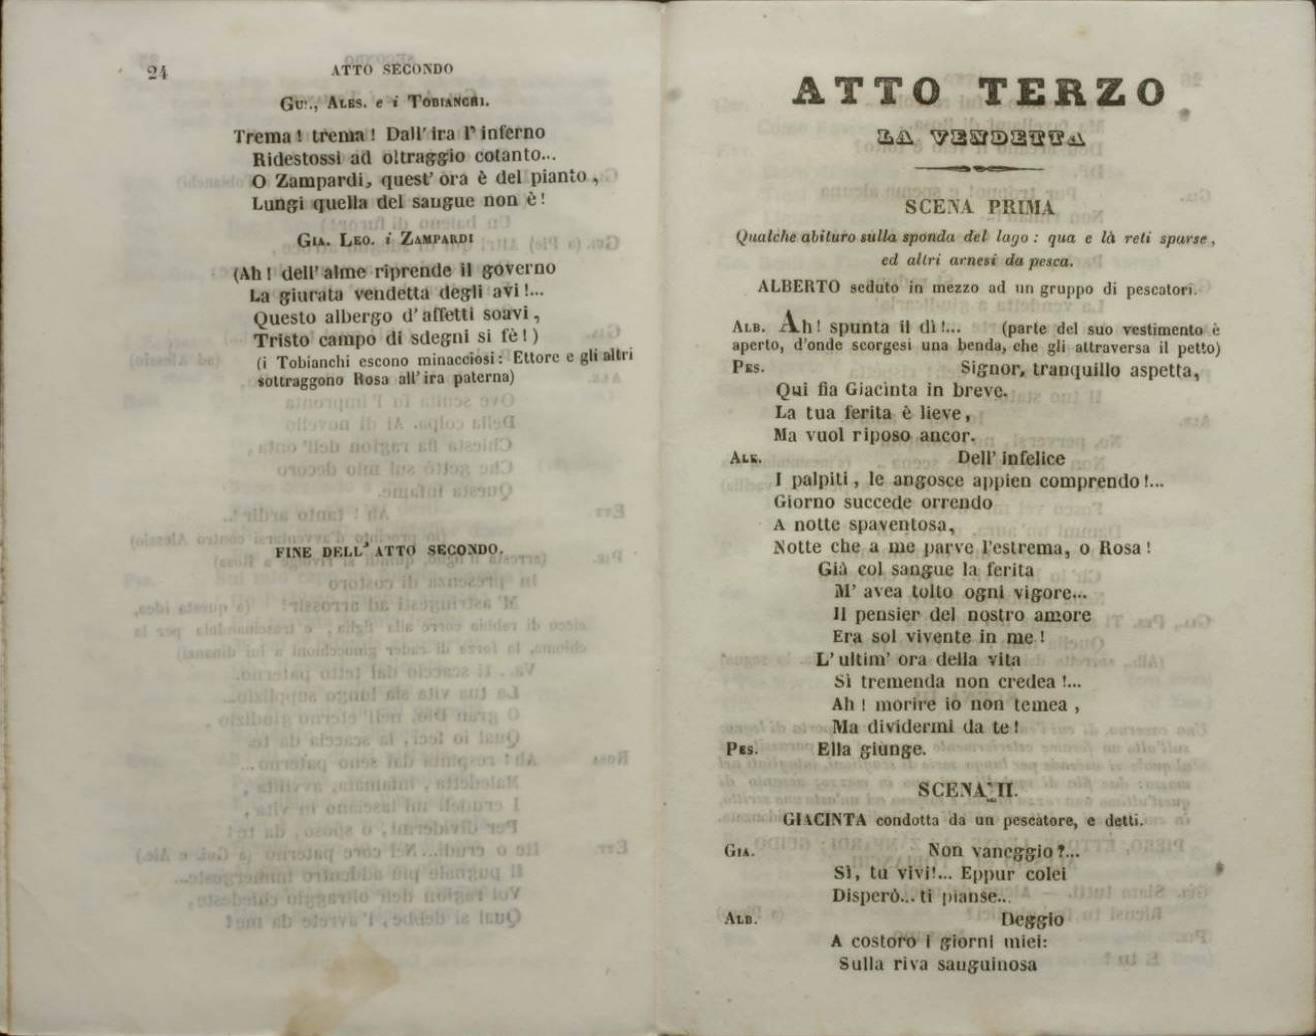 24
ATTO SECONDO
GU., ALES. e i TOBIANCHI.
Trema! trema! Dall' ira l' inferno
Ridestossi ad oltraggio cotanto...
O Zampardi, quest' ora è del pianto,
Lungi quella del sangue non è!
GIA. LEO. i ZAMPARDI
(Ah! dell' alme riprende il governo
La giurata vendetta degli avi!...
Questo albergo d'affetti soavi,
Tristo campo di sdegni si fè!)
(i Tobianchi escono minacciosi: Ettore e gli altri
sottraggono Rosa all' ira paterna)
FINE DELL' ATTO SECONDO.
ATTO TERZO
LA VENDETTA
SCENA PRIMA
Qualche abituro sulla sponda del lago: qua e là reti sparse,
ed altri arnesi da pesca.
ALBERTO seduto in mezzo ad un gruppo di pescatori.
ALB. Ah! spunta il dì!... (parte del suo vestimento è
aperto, d'onde scorgesi una benda, che gli attraversa il petto)
PES. Signor, tranquillo aspetta,
Qui fia Giacinta in breve.
La tua ferita è lieve,
Ma vuol riposo ancor.
ALB. Dell' infelice
I palpiti, le angosce appien comprendo!...
Giorno succede orrendo
A notte spaventosa,
Notte che a me parve l'estrema, o Rosa!
Già col sangue la ferita
M' avea tolto ogni vigore...
Il pensier del nostro amore
Era sol vivente in me!
L' ultim' ora della vita
Sì tremenda non credea!...
Ah! morire io non temea,
Ma dividermi da te!
PES. Ella giunge.
SCENA II.
GIACINTA condotta da un pescatore, e detti.
GIA. Non vaneggio?...
Sì, tu vivi!... Eppur colei
Disperò... ti pianse...
ALB. Deggio
A costoro i giorni miei:
Sulla riva sanguinosa